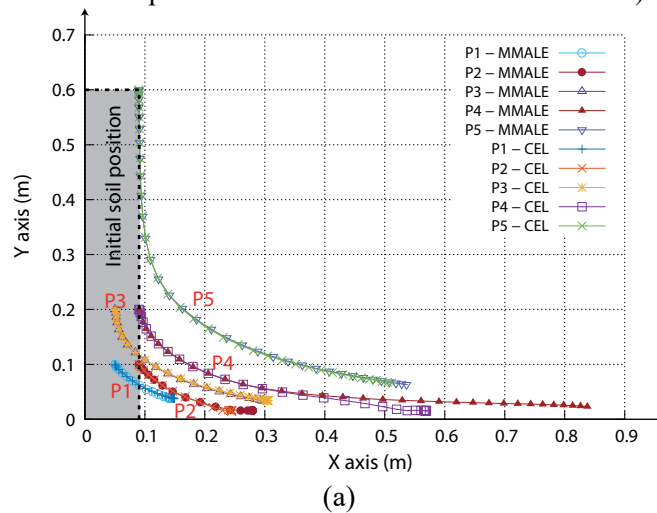 0.7
0.6
0.5
0.4
0.3
0.2
0.1
0
Y axis (m)
Initial soil position
P1 – MMALE
P2 – MMALE
P3 – MMALE
P4 – MMALE
P5 – MMALE
P1 – CEL
P2 – CEL
P3 – CEL
P4 – CEL
P5 – CEL
P3
P5
P4
P1
P2
0 0.1 0.2 0.3 0.4 0.5 0.6 0.7 0.8 0.9
X axis (m)
(a)